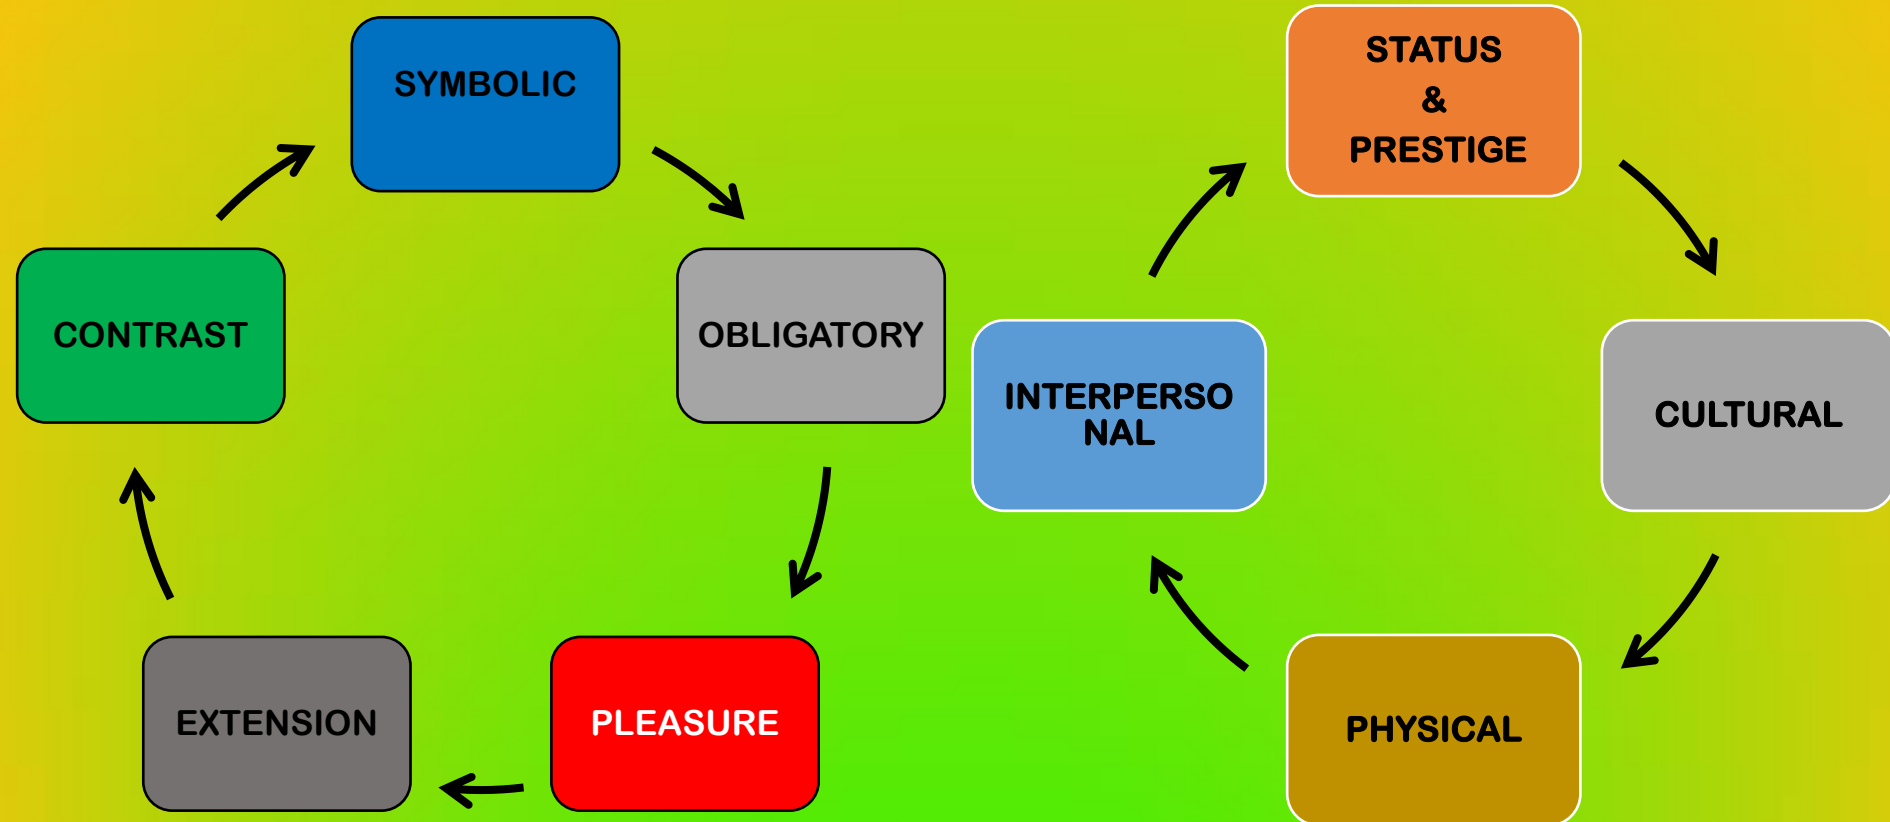 SYMBOLIC
OBLIGATORY
PLEASURE
EXTENSION
CONTRAST
STATUS
&
PRESTIGE
CULTURAL
PHYSICAL
INTERPERSO
NAL